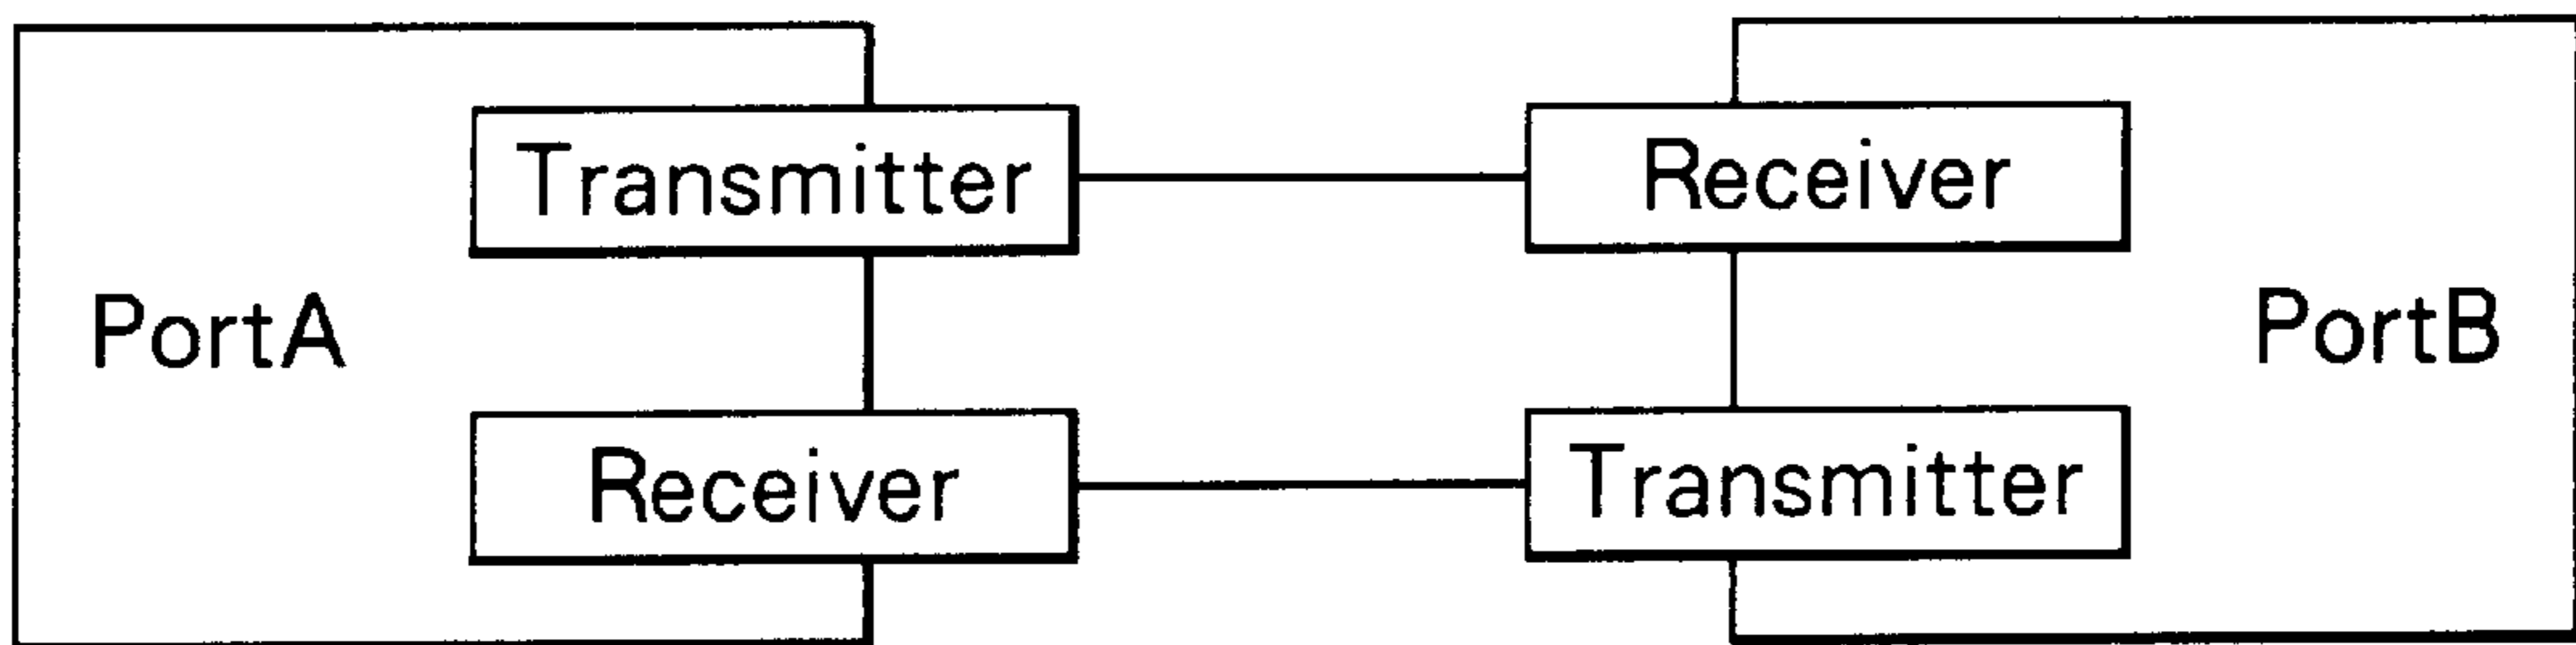 Transmitter
Receiver
PortA
PortB
Receiver
Transmitter